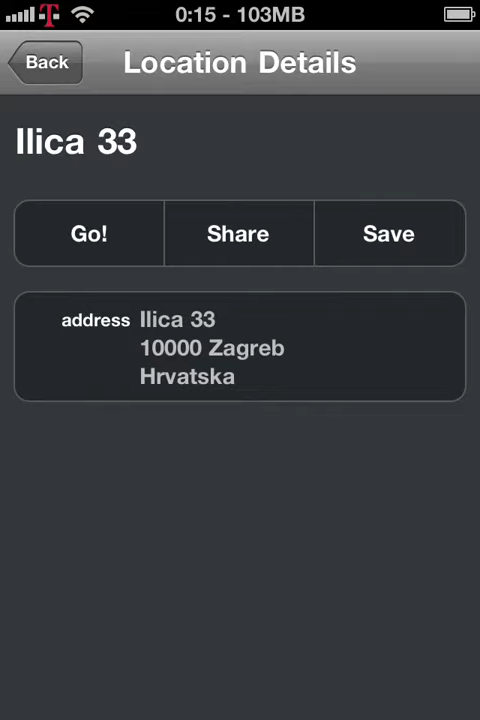 0:15 - 103MB
Back
Location Details
Ilica 33
Go!
Share
Save
address
Ilica 33
10000 Zagreb
Hrvatska